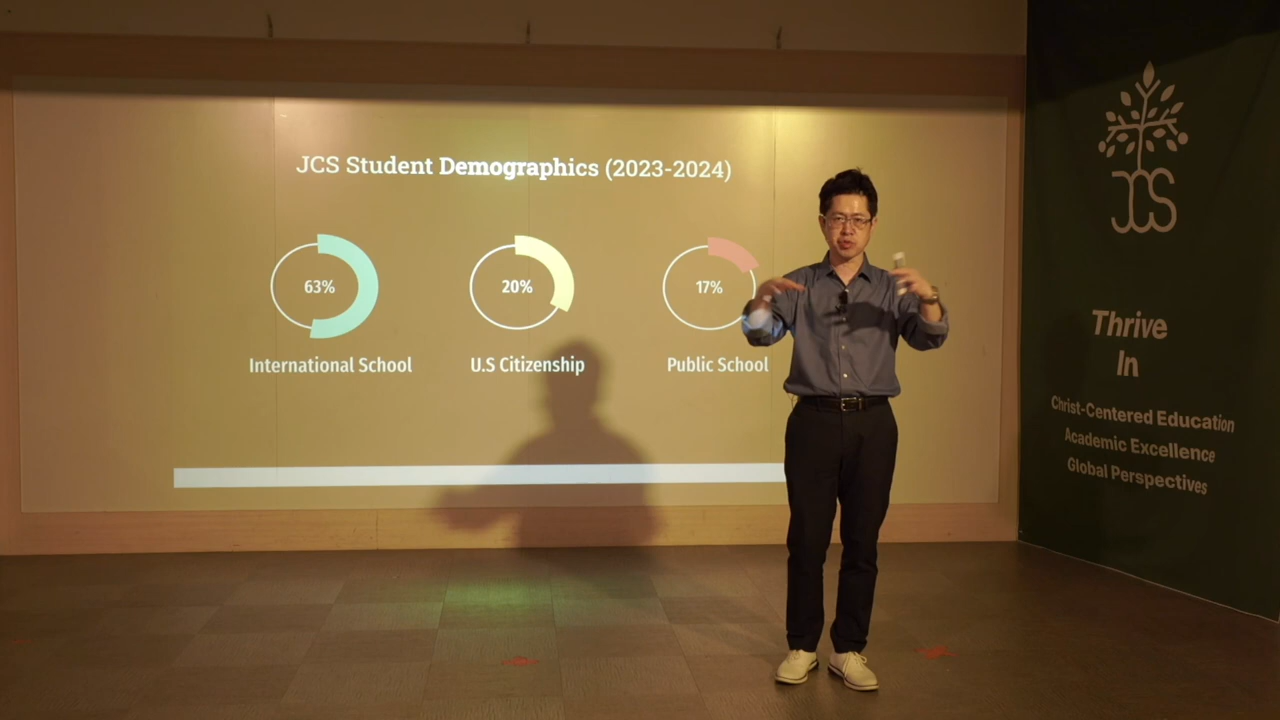 JCS Student Demographics (2023-2024)
63%
20%
17%
International School
U.S Citizenship
Public School
JCS
Thrive
In
Christ-Centered Education
Academic Excellence
Global Perspectives